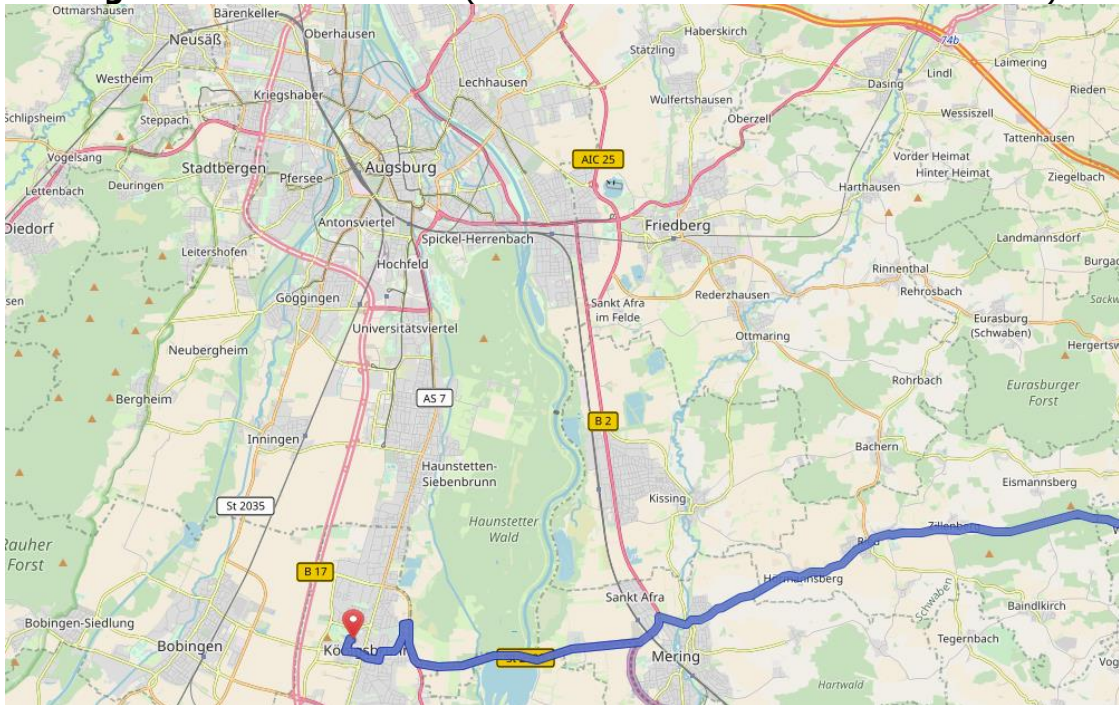 Ottmarshausen
Bärenkeller
Oberhausen
Neusäß
Haberskirch
74b
Laimering
Stätzling
Lindl
Westheim
Lechhausen
Dasing
Rieden
Kriegshaber
Wulfertshausen
Schlipsheim
Steppach
Oberzell
Wessiszell
Tattenhausen
Vogelsang
Augsburg
AIC 25
Vorder Heimat
Stadtbergen
Hinter Heimat
Pfersee
Ziegelbach
Lettenbach
Deuringen
Harthausen
Diedorf
Antonsviertel
Friedberg
Spickel-Herrenbach
Landmannsdorf
Leitershofen
Hochfeld
Rinnenthal
Rehrosbach
Göggingen
Rederzhausen
Sankt Afra
im Felde
Eurasburg
(Schwaben)
Universitätsviertel
Ottmaring
Neubergheim
Rohrbach
Eurasburger
Forst
Bergheim
AS 7
B 2
Inningen
Bachern
Haunstetten-
Siebenbrunn
Eismannsberg
Kissing
St 2035
Haunstetter
Wald
Rauher
Forst
B 17
Sankt Afra
Schwaben
Baindlkirch
Bobingen-Siedlung
Bobingen
Mering
Tegernbach
Hartwald